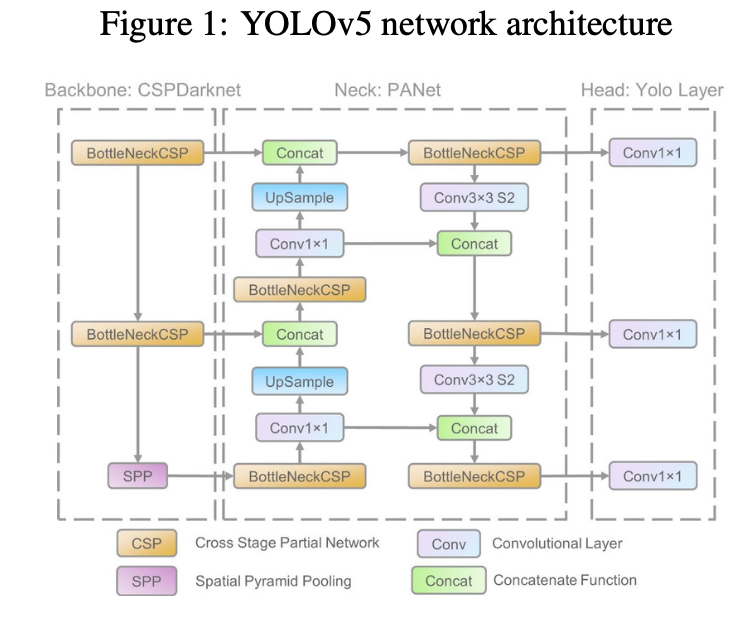 Figure 1: YOLOv5 network architecture
Backbone: CSPDarknet Neck: PANet Head: Yolo Layer
BottleNeckCSP Concat BottleNeckCSP Conv1×1
UpSample Conv3×3 S2
Conv1×1 Concat
BottleNeckCSP
BottleNeckCSP Concat BottleNeckCSP Conv1×1
UpSample Conv3×3 S2
Conv1×1 Concat
SPP BottleNeckCSP BottleNeckCSP Conv1×1
CSP Cross Stage Partial Network Conv Convolutional Layer
SPP Spatial Pyramid Pooling Concat Concatenate Function